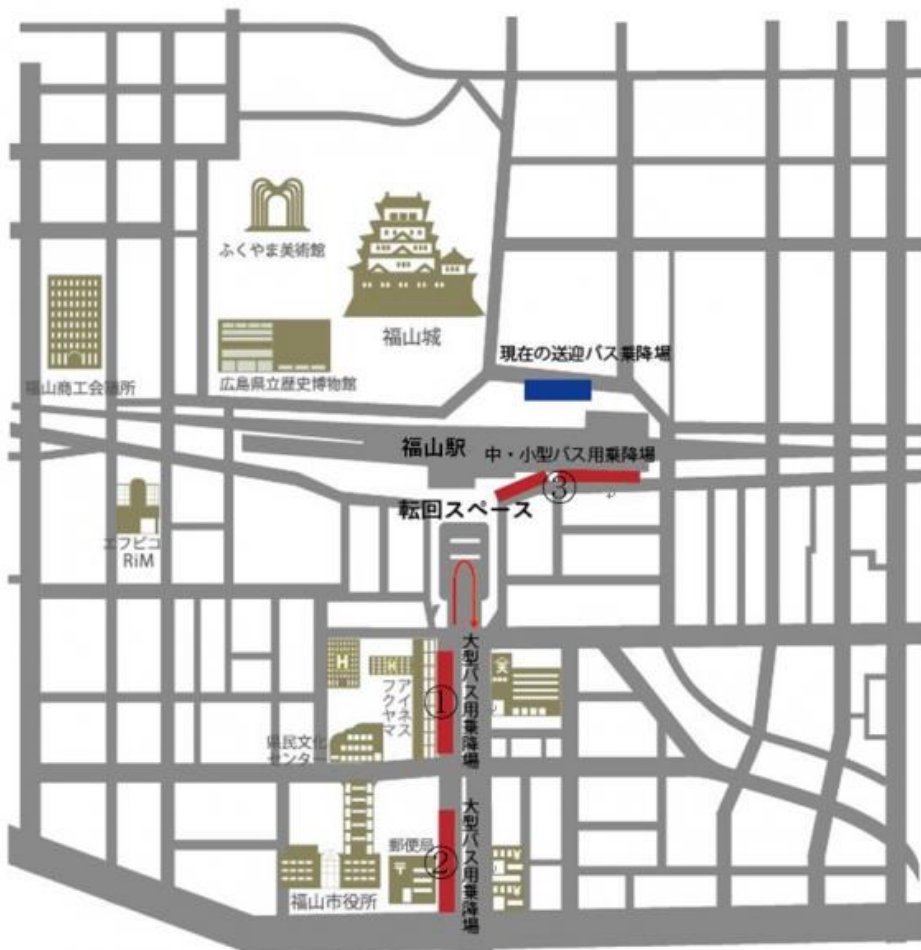 ふくやま美術館
福山城
現在の送迎バス乗降場
広島県立歴史博物館
福山商工会議所
福山駅
中・小型バス用乗降場
③
転回スペース
エフピコ
RiM
大型バス用乗降場
H
H
アイネス
フクヤマ
①
県民文化
センター
大型バス用乗降場
郵便局
〒
②
福山市役所